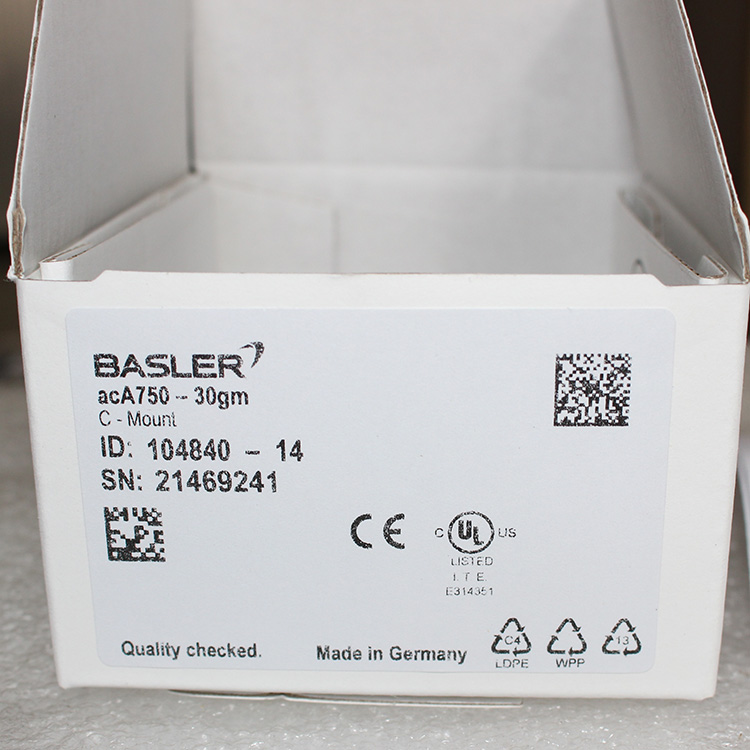 BASLER
acA750 - 30gm
C - Mount
ID: 104840 - 14
SN: 21469241
CE
C UL US
LISTED
I. T. E.
E314351
Quality checked.
Made in Germany
C4
LDPE
WPP
13